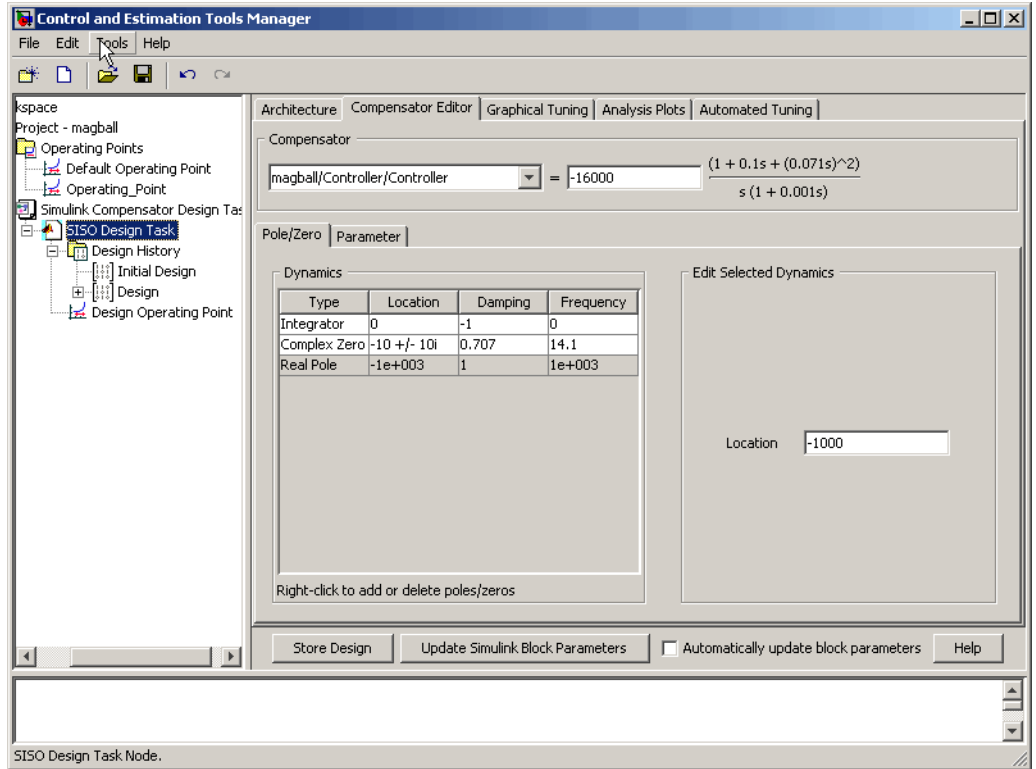 Control and Estimation Tools Manager
File Edit Tools Help
kspace
Project - magball
Operating Points
Default Operating Point
Operating_Point
Simulink Compensator Design Tas
SISO Design Task
Design History
Initial Design
Design
Design Operating Point
Architecture Compensator Editor Graphical Tuning Analysis Plots Automated Tuning
Compensator
magball/Controller/Controller = -16000 (1 + 0.1s + (0.071s)^2)
s (1 + 0.001s)
Pole/Zero Parameter
Dynamics
Type Location Damping Frequency
Integrator 0 -1 0
Complex Zero -10 +/- 10i 0.707 14.1
Real Pole -1e+003 1 1e+003
Right-click to add or delete poles/zeros
Edit Selected Dynamics
Location -1000
Store Design Update Simulink Block Parameters Automatically update block parameters Help
SISO Design Task Node.